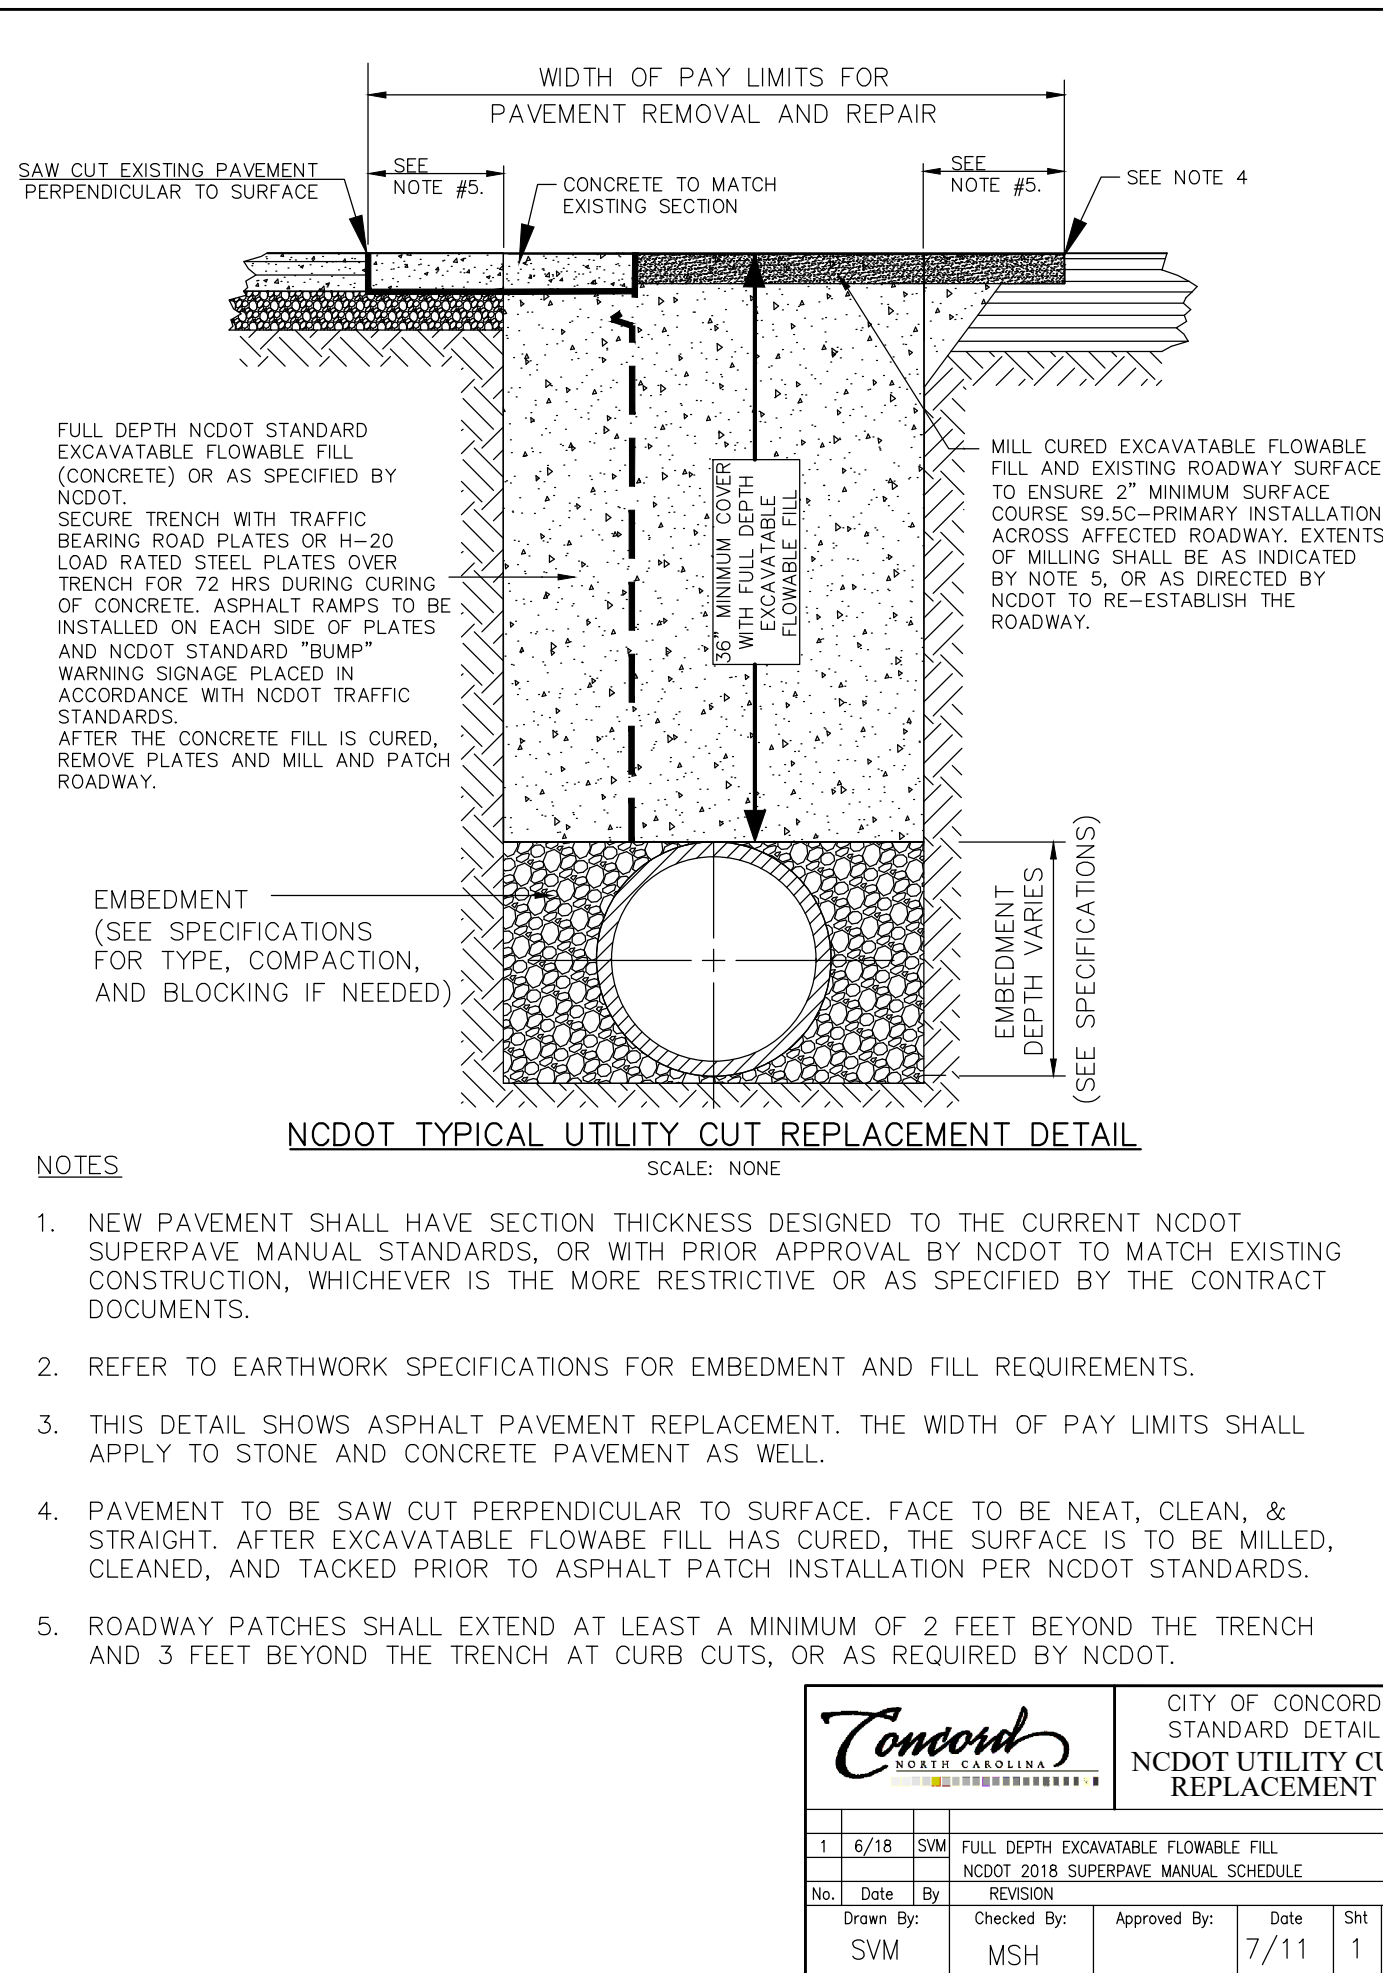 WIDTH OF PAY LIMITS FOR
PAVEMENT REMOVAL AND REPAIR
SAW CUT EXISTING PAVEMENT
PERPENDICULAR TO SURFACE
SEE
NOTE #5.
CONCRETE TO MATCH
EXISTING SECTION
SEE
NOTE #5.
SEE NOTE 4
FULL DEPTH NCDOT STANDARD
EXCAVATABLE FLOWABLE FILL
(CONCRETE) OR AS SPECIFIED BY
NCDOT.
SECURE TRENCH WITH TRAFFIC
BEARING ROAD PLATES OR H-20
LOAD RATED STEEL PLATES OVER
TRENCH FOR 72 HRS DURING CURING
OF CONCRETE. ASPHALT RAMPS TO BE
INSTALLED ON EACH SIDE OF PLATES
AND NCDOT STANDARD "BUMP"
WARNING SIGNAGE PLACED IN
ACCORDANCE WITH NCDOT TRAFFIC
STANDARDS.
AFTER THE CONCRETE FILL IS CURED,
REMOVE PLATES AND MILL AND PATCH
ROADWAY.
36" MINIMUM COVER
WITH FULL DEPTH
EXCAVATABLE
FLOWABLE FILL
MILL CURED EXCAVATABLE FLOWABLE
FILL AND EXISTING ROADWAY SURFACE
TO ENSURE 2" MINIMUM SURFACE
COURSE S9.5C-PRIMARY INSTALLATION
ACROSS AFFECTED ROADWAY. EXTENTS
OF MILLING SHALL BE AS INDICATED
BY NOTE 5, OR AS DIRECTED BY
NCDOT TO RE-ESTABLISH THE
ROADWAY.
EMBEDMENT
(SEE SPECIFICATIONS
FOR TYPE, COMPACTION,
AND BLOCKING IF NEEDED)
EMBEDMENT
DEPTH VARIES
(SEE SPECIFICATIONS)
NCDOT TYPICAL UTILITY CUT REPLACEMENT DETAIL
SCALE: NONE
NOTES
1. NEW PAVEMENT SHALL HAVE SECTION THICKNESS DESIGNED TO THE CURRENT NCDOT
SUPERPAVE MANUAL STANDARDS, OR WITH PRIOR APPROVAL BY NCDOT TO MATCH EXISTING
CONSTRUCTION, WHICHEVER IS THE MORE RESTRICTIVE OR AS SPECIFIED BY THE CONTRACT
DOCUMENTS.
2. REFER TO EARTHWORK SPECIFICATIONS FOR EMBEDMENT AND FILL REQUIREMENTS.
3. THIS DETAIL SHOWS ASPHALT PAVEMENT REPLACEMENT. THE WIDTH OF PAY LIMITS SHALL
APPLY TO STONE AND CONCRETE PAVEMENT AS WELL.
4. PAVEMENT TO BE SAW CUT PERPENDICULAR TO SURFACE. FACE TO BE NEAT, CLEAN, &
STRAIGHT. AFTER EXCAVATABLE FLOWABE FILL HAS CURED, THE SURFACE IS TO BE MILLED,
CLEANED, AND TACKED PRIOR TO ASPHALT PATCH INSTALLATION PER NCDOT STANDARDS.
5. ROADWAY PATCHES SHALL EXTEND AT LEAST A MINIMUM OF 2 FEET BEYOND THE TRENCH
AND 3 FEET BEYOND THE TRENCH AT CURB CUTS, OR AS REQUIRED BY NCDOT.
Concord
NORTH CAROLINA
CITY OF CONCORD
STANDARD DETAIL
NCDOT UTILITY
REPLACEMENT
1 6/18 SVM FULL DEPTH EXCAVATABLE FLOWABLE FILL
NCDOT 2018 SUPERPAVE MANUAL SCHEDULE
No. Date By REVISION
Drawn By: Checked By: Approved By: Date Sht
SVM MSH 7/11 1